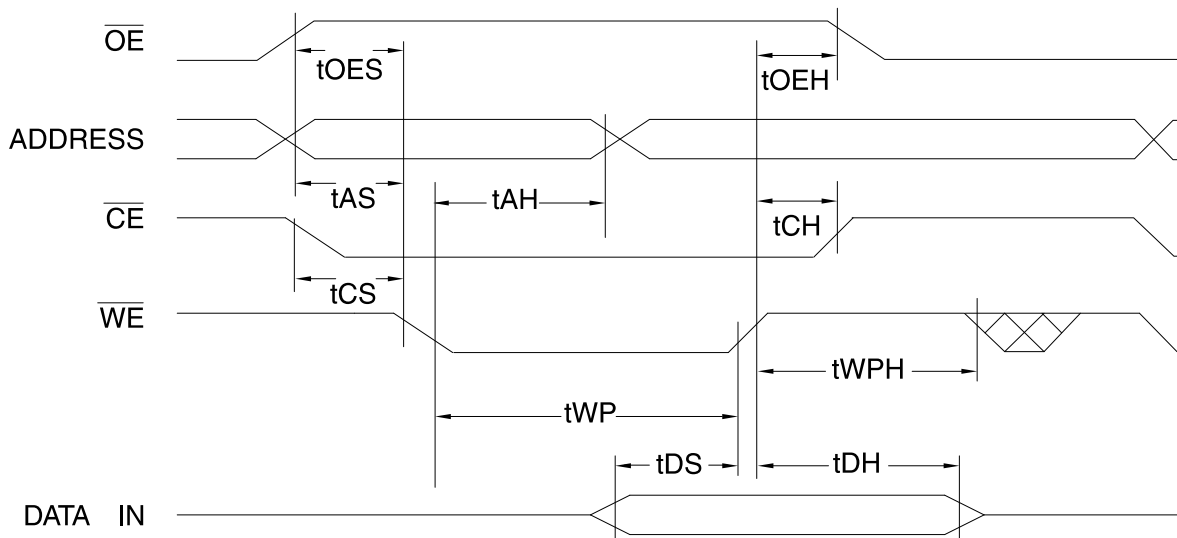 OE
tOES
tOEH
ADDRESS
tAS
tAH
CE
tCH
tCS
WE
tWPH
tWP
tDS
tDH
DATA IN